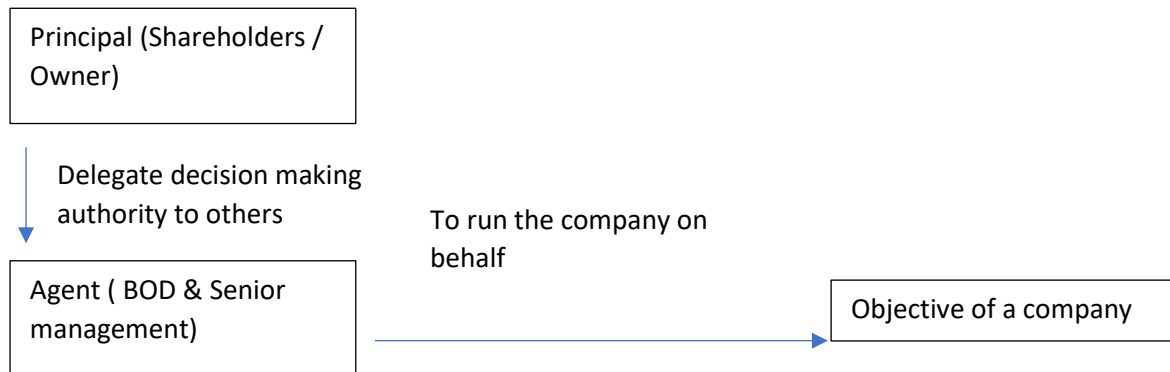 Principal (Shareholders /
Owner)
Delegate decision making
authority to others
To run the company on
behalf
Agent ( BOD & Senior
management)
Objective of a company